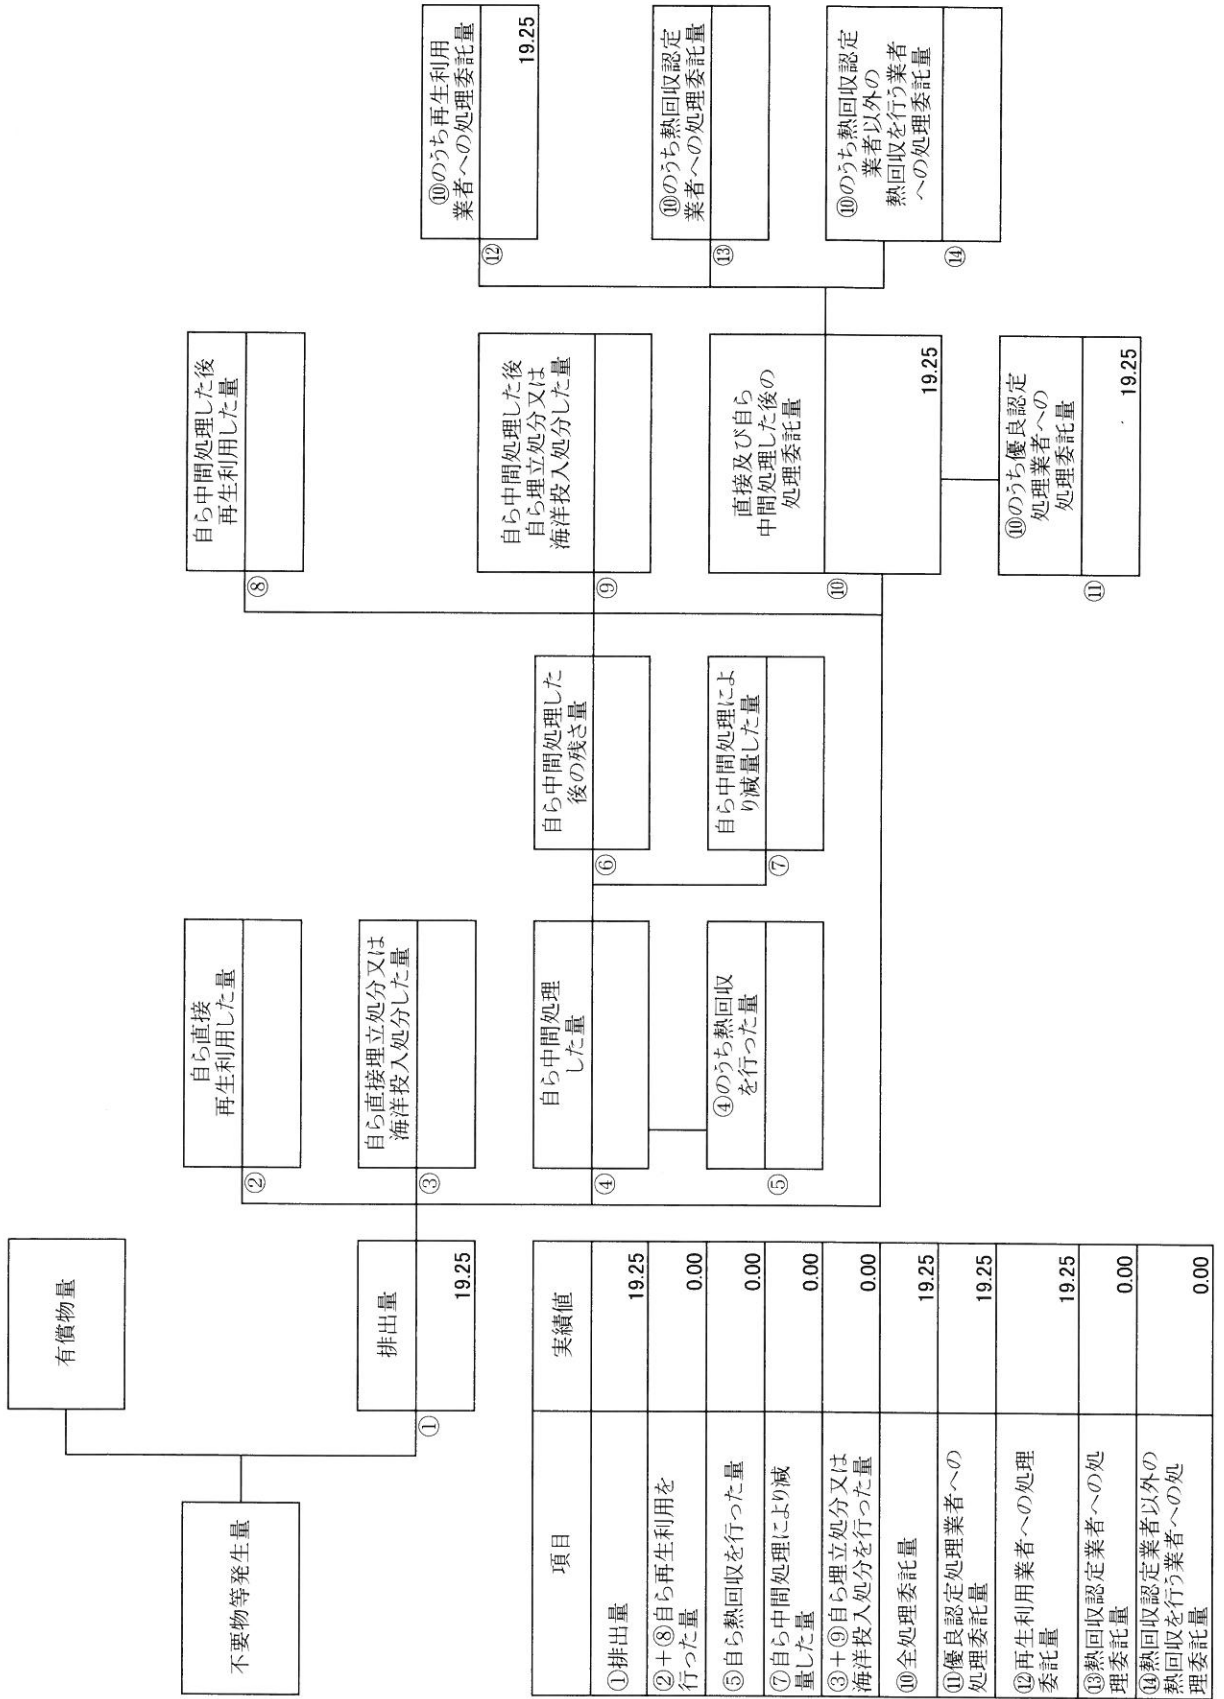 不要物等発生量
有償物量
排出量
①
19.25
自ら直接
再生利用した量
②
自ら直接埋立処分又は
海洋投入処分した量
③
自ら中間処理
した量
④
④のうち熱回収
を行った量
⑤
自ら中間処理した
後の残さ量
⑥
自ら中間処理によ
り減量した量
⑦
自ら中間処理した後
再生利用した量
⑧
自ら中間処理した後
自ら埋立処分又は
海洋投入処分した量
⑨
直接及び自ら
中間処理した後の
処理委託量
⑩
19.25
⑩のうち優良認定
処理業者への
処理委託量
⑪
19.25
⑩のうち再生利用
業者への処理委託量
⑫
19.25
⑩のうち熱回収認定
業者への処理委託量
⑬
⑩のうち熱回収認定
業者以外の
熱回収を行う業者
への処理委託量
⑭
項目 実績値
①排出量 19.25
②+⑧自ら再生利用を
行った量 0.00
⑤自ら熱回収を行った量 0.00
⑦自ら中間処理により減
量した量 0.00
③+⑨自ら埋立処分又は
海洋投入処分を行った量 0.00
⑩全処理委託量 19.25
⑪優良認定処理業者への
処理委託量 19.25
⑫再生利用業者への処理
委託量 19.25
⑬熱回収認定業者への処
理委託量 0.00
⑭熱回収認定業者以外の
熱回収を行う業者への処
理委託量 0.00